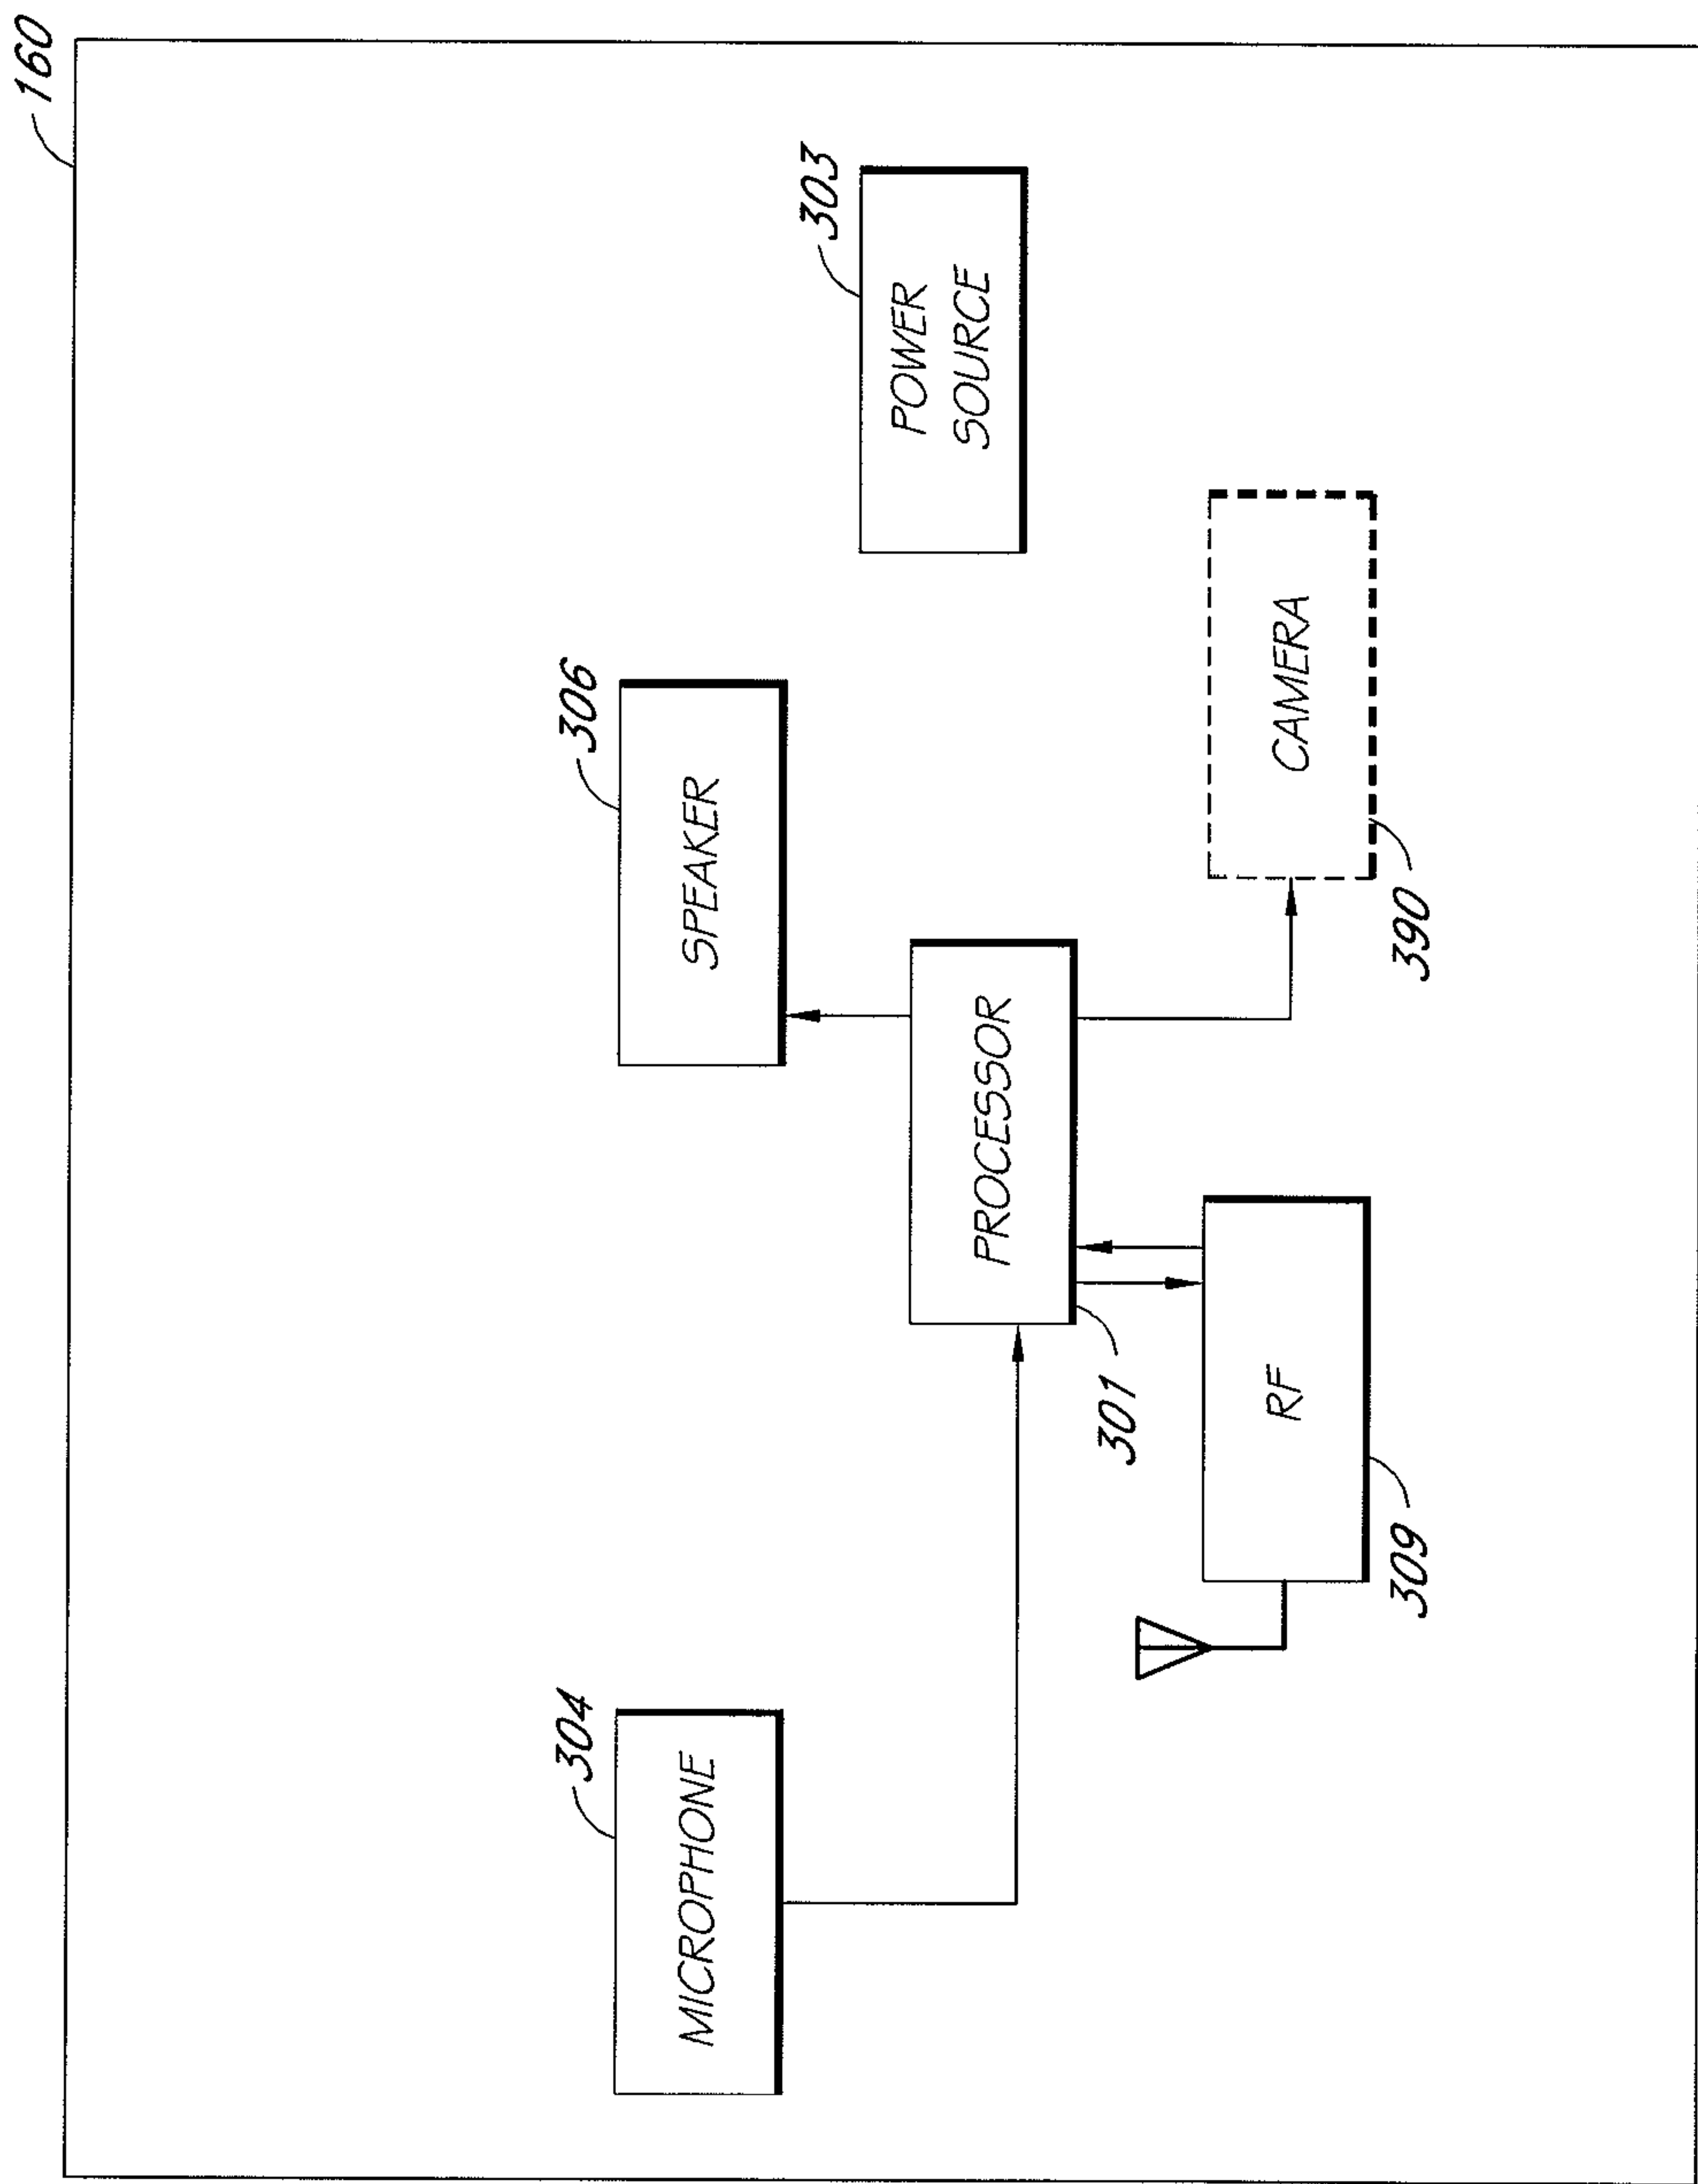 160
304
MICROPHONE
306
SPEAKER
303
POWER
SOURCE
PROCESSOR
301
RF
309
CAMERA
390